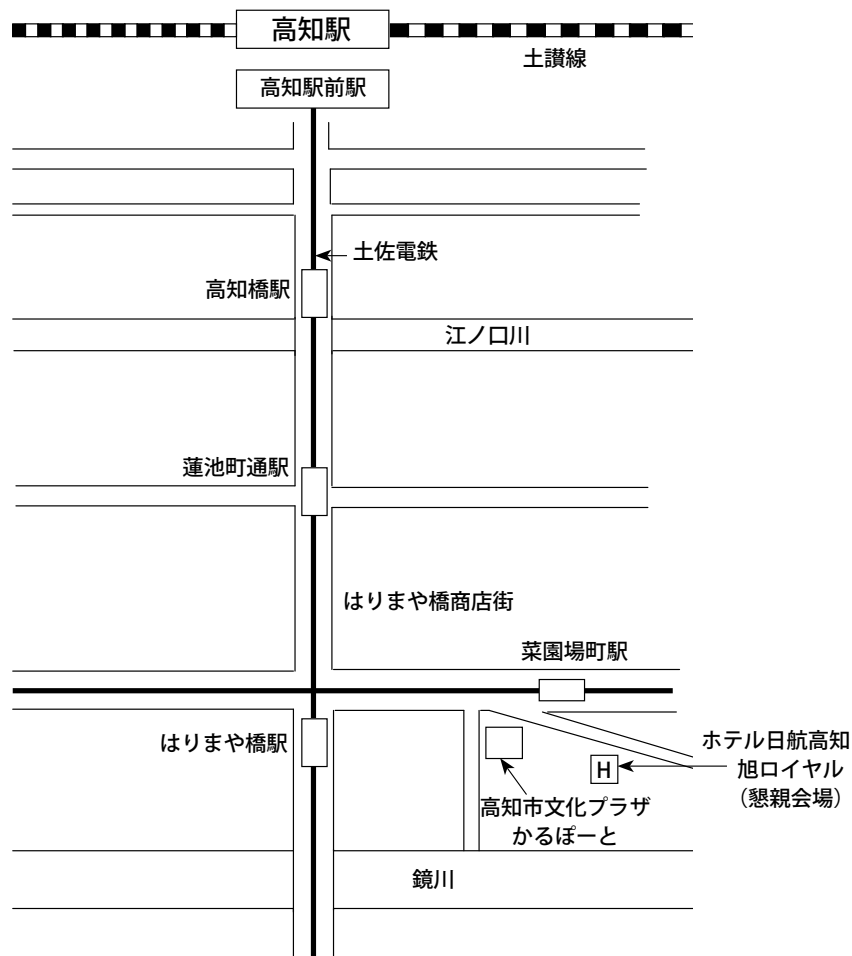 高知駅
土讃線
高知駅前駅
土佐電鉄
高知橋駅
江ノ口川
蓮池町通駅
はりまや橋商店街
菜園場町駅
はりまや橋駅
ホテル日航高知
旭ロイヤル
（懇親会場）
H
高知市文化プラザ
かるぽーと
鏡川